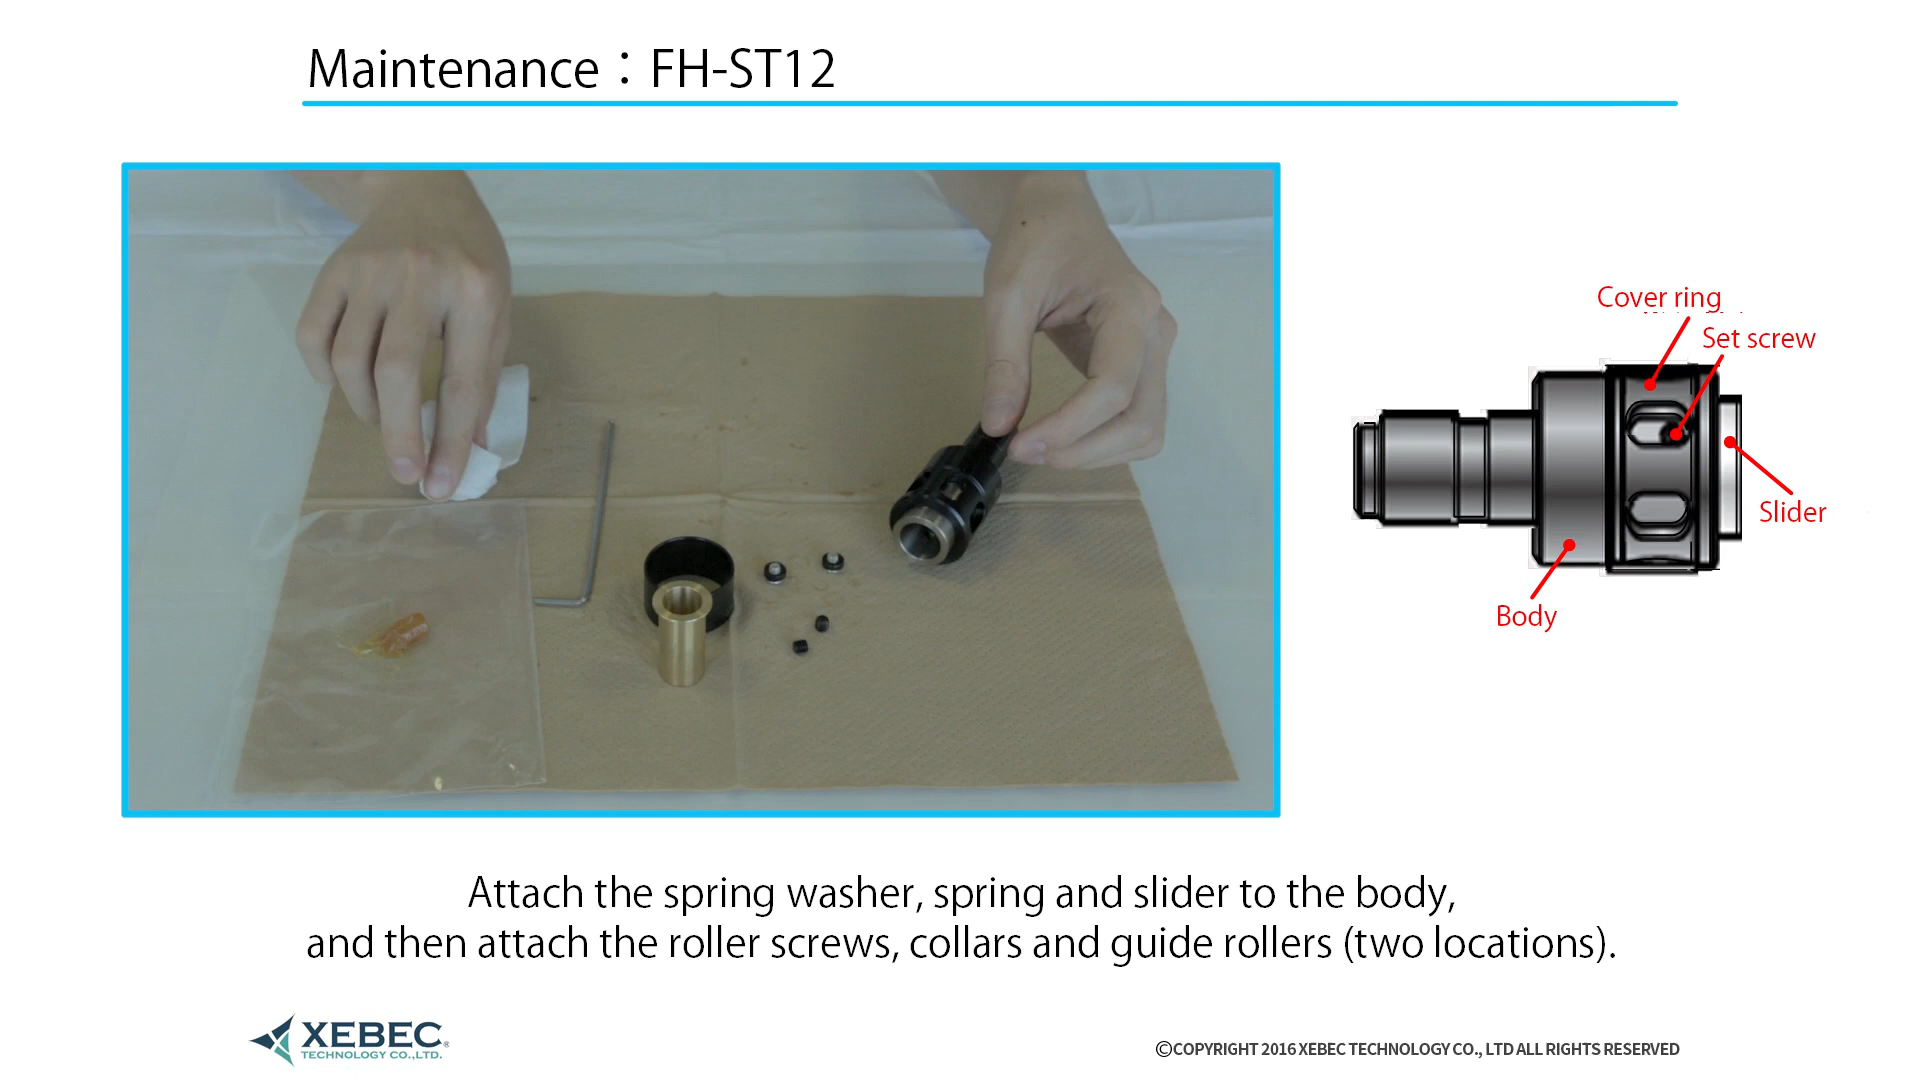 Maintenance：FH-ST12
Cover ring
Set screw
Slider
Body
Attach the spring washer, spring and slider to the body,
and then attach the roller screws, collars and guide rollers (two locations).
XEBEC®
TECHNOLOGY CO.,LTD.
©COPYRIGHT 2016 XEBEC TECHNOLOGY CO., LTD ALL RIGHTS RESERVED